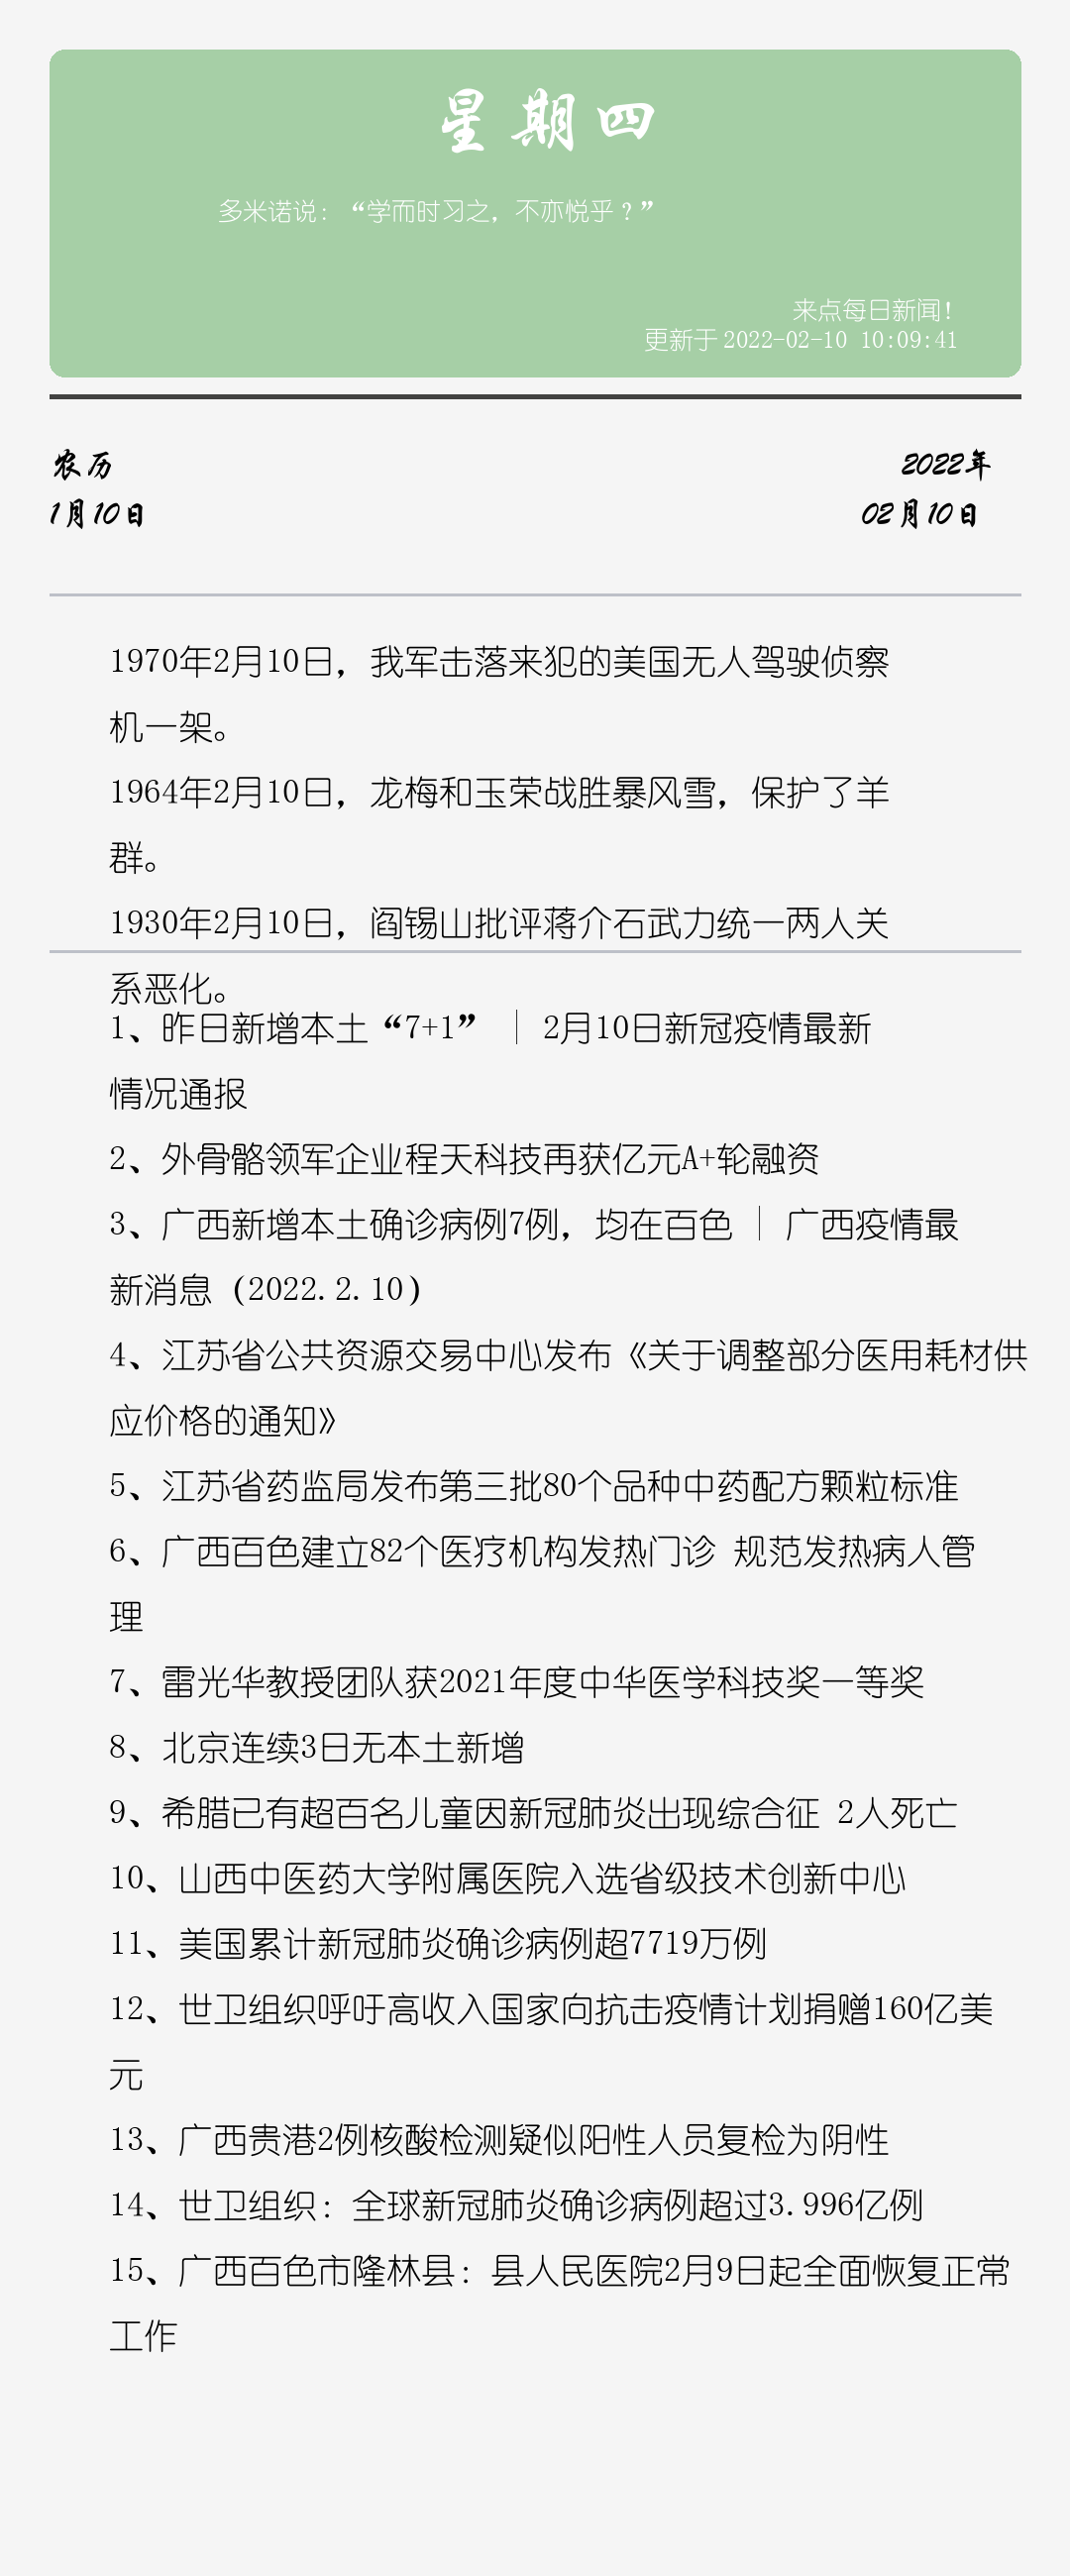 星期四
多米诺说：“学而时习之，不亦悦乎？”
来点每日新闻！
更新于 2022-02-10 10:09:41
农历
2022年
1月10日
02月10日
1970年2月10日，我军击落来犯的美国无人驾驶侦察
机一架。
1964年2月10日，龙梅和玉荣战胜暴风雪，保护了羊
群。
1930年2月10日，阎锡山批评蒋介石武力统一两人关
系恶化。
1、昨日新增本土“7+1” | 2月10日新冠疫情最新
情况通报
2、外骨骼领军企业程天科技再获亿元A+轮融资
3、广西新增本土确诊病例7例，均在百色 | 广西疫情最
新消息（2022.2.10）
4、江苏省公共资源交易中心发布《关于调整部分医用耗材供
应价格的通知》
5、江苏省药监局发布第三批80个品种中药配方颗粒标准
6、广西百色建立82个医疗机构发热门诊 规范发热病人管
理
7、雷光华教授团队获2021年度中华医学科技奖一等奖
8、北京连续3日无本土新增
9、希腊已有超百名儿童因新冠肺炎出现综合征 2人死亡
10、山西中医药大学附属医院入选省级技术创新中心
11、美国累计新冠肺炎确诊病例超7719万例
12、世卫组织呼吁高收入国家向抗击疫情计划捐赠160亿美
元
13、广西贵港2例核酸检测疑似阳性人员复检为阴性
14、世卫组织：全球新冠肺炎确诊病例超过3.996亿例
15、广西百色市隆林县：县人民医院2月9日起全面恢复正常
工作